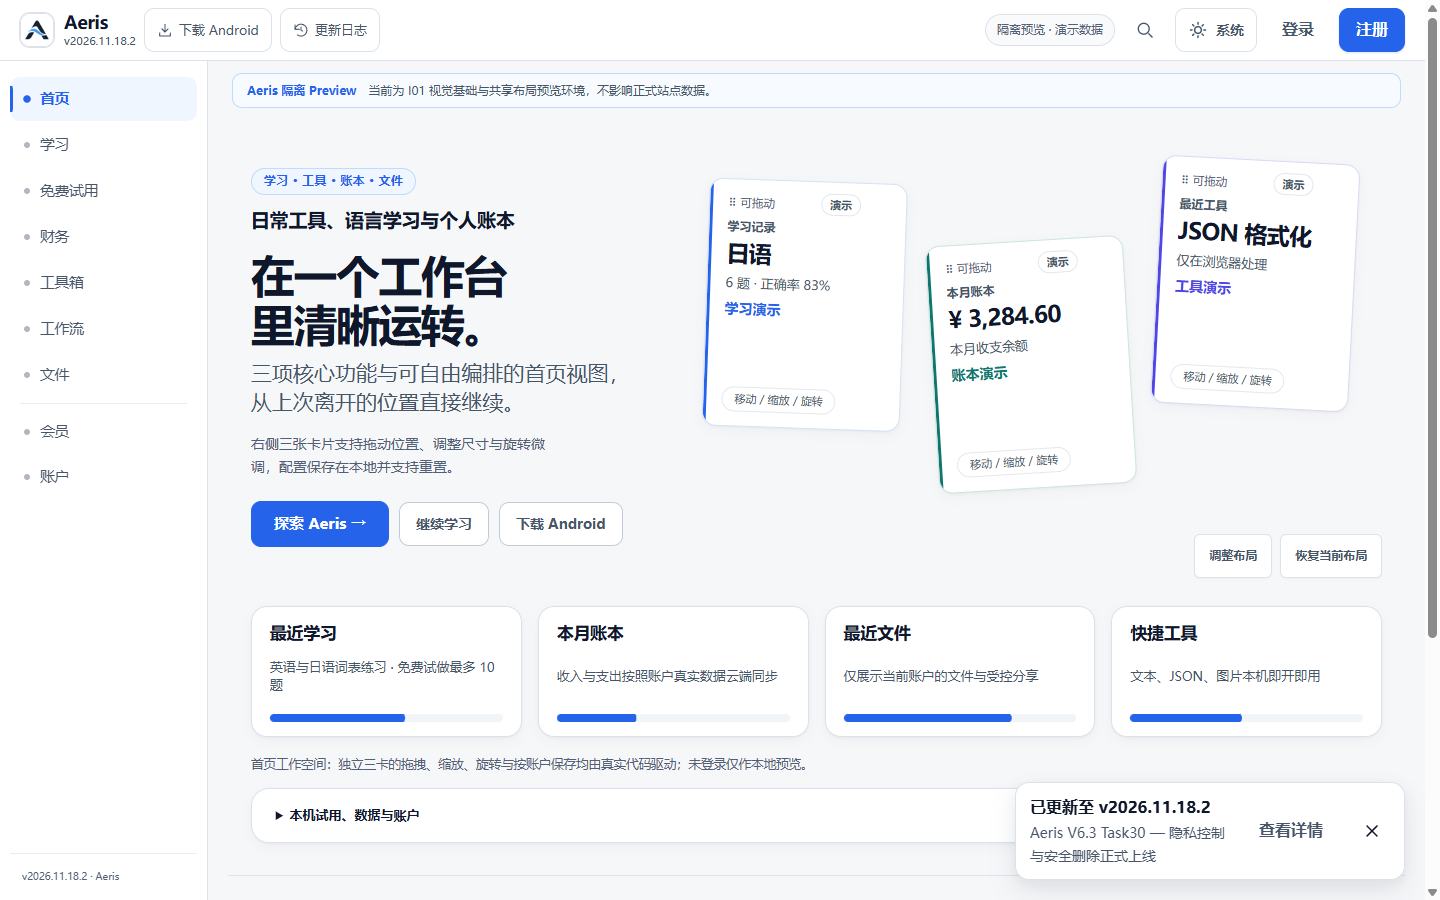 Aeris
v2026.11.18.2
下载 Android
更新日志
隔离预览 · 演示数据
系统
登录
注册
首页
学习
免费试用
财务
工具箱
工作流
文件
会员
账户
v2026.11.18.2 · Aeris
Aeris 隔离 Preview 当前为 I01 视觉基础与共享布局预览环境，不影响正式站点数据。
学习 • 工具 • 账本 • 文件
日常工具、语言学习与个人账本
在一个工作台
里清晰运转。
三项核心功能与可自由编排的首页视图，
从上次离开的位置直接继续。
右侧三张卡片支持拖动位置、调整尺寸与旋转微
调，配置保存在本地并支持重置。
探索 Aeris →
继续学习
下载 Android
⠿ 可拖动
演示
学习记录
日语
6 题 · 正确率 83%
学习演示
移动 / 缩放 / 旋转
⠿ 可拖动
演示
本月账本
¥ 3,284.60
本月收支余额
账本演示
移动 / 缩放 / 旋转
⠿ 可拖动
演示
最近工具
JSON 格式化
仅在浏览器处理
工具演示
移动 / 缩放 / 旋转
调整布局
恢复当前布局
最近学习
英语与日语词表练习 · 免费试做最多 10
题
本月账本
收入与支出按照账户真实数据云端同步
最近文件
仅展示当前账户的文件与受控分享
快捷工具
文本、JSON、图片本机即开即用
首页工作空间：独立三卡的拖拽、缩放、旋转与按账户保存均由真实代码驱动；未登录仅作本地预览。
▶ 本机试用、数据与账户
已更新至 v2026.11.18.2
Aeris V6.3 Task30 — 隐私控制
与安全删除正式上线
查看详情